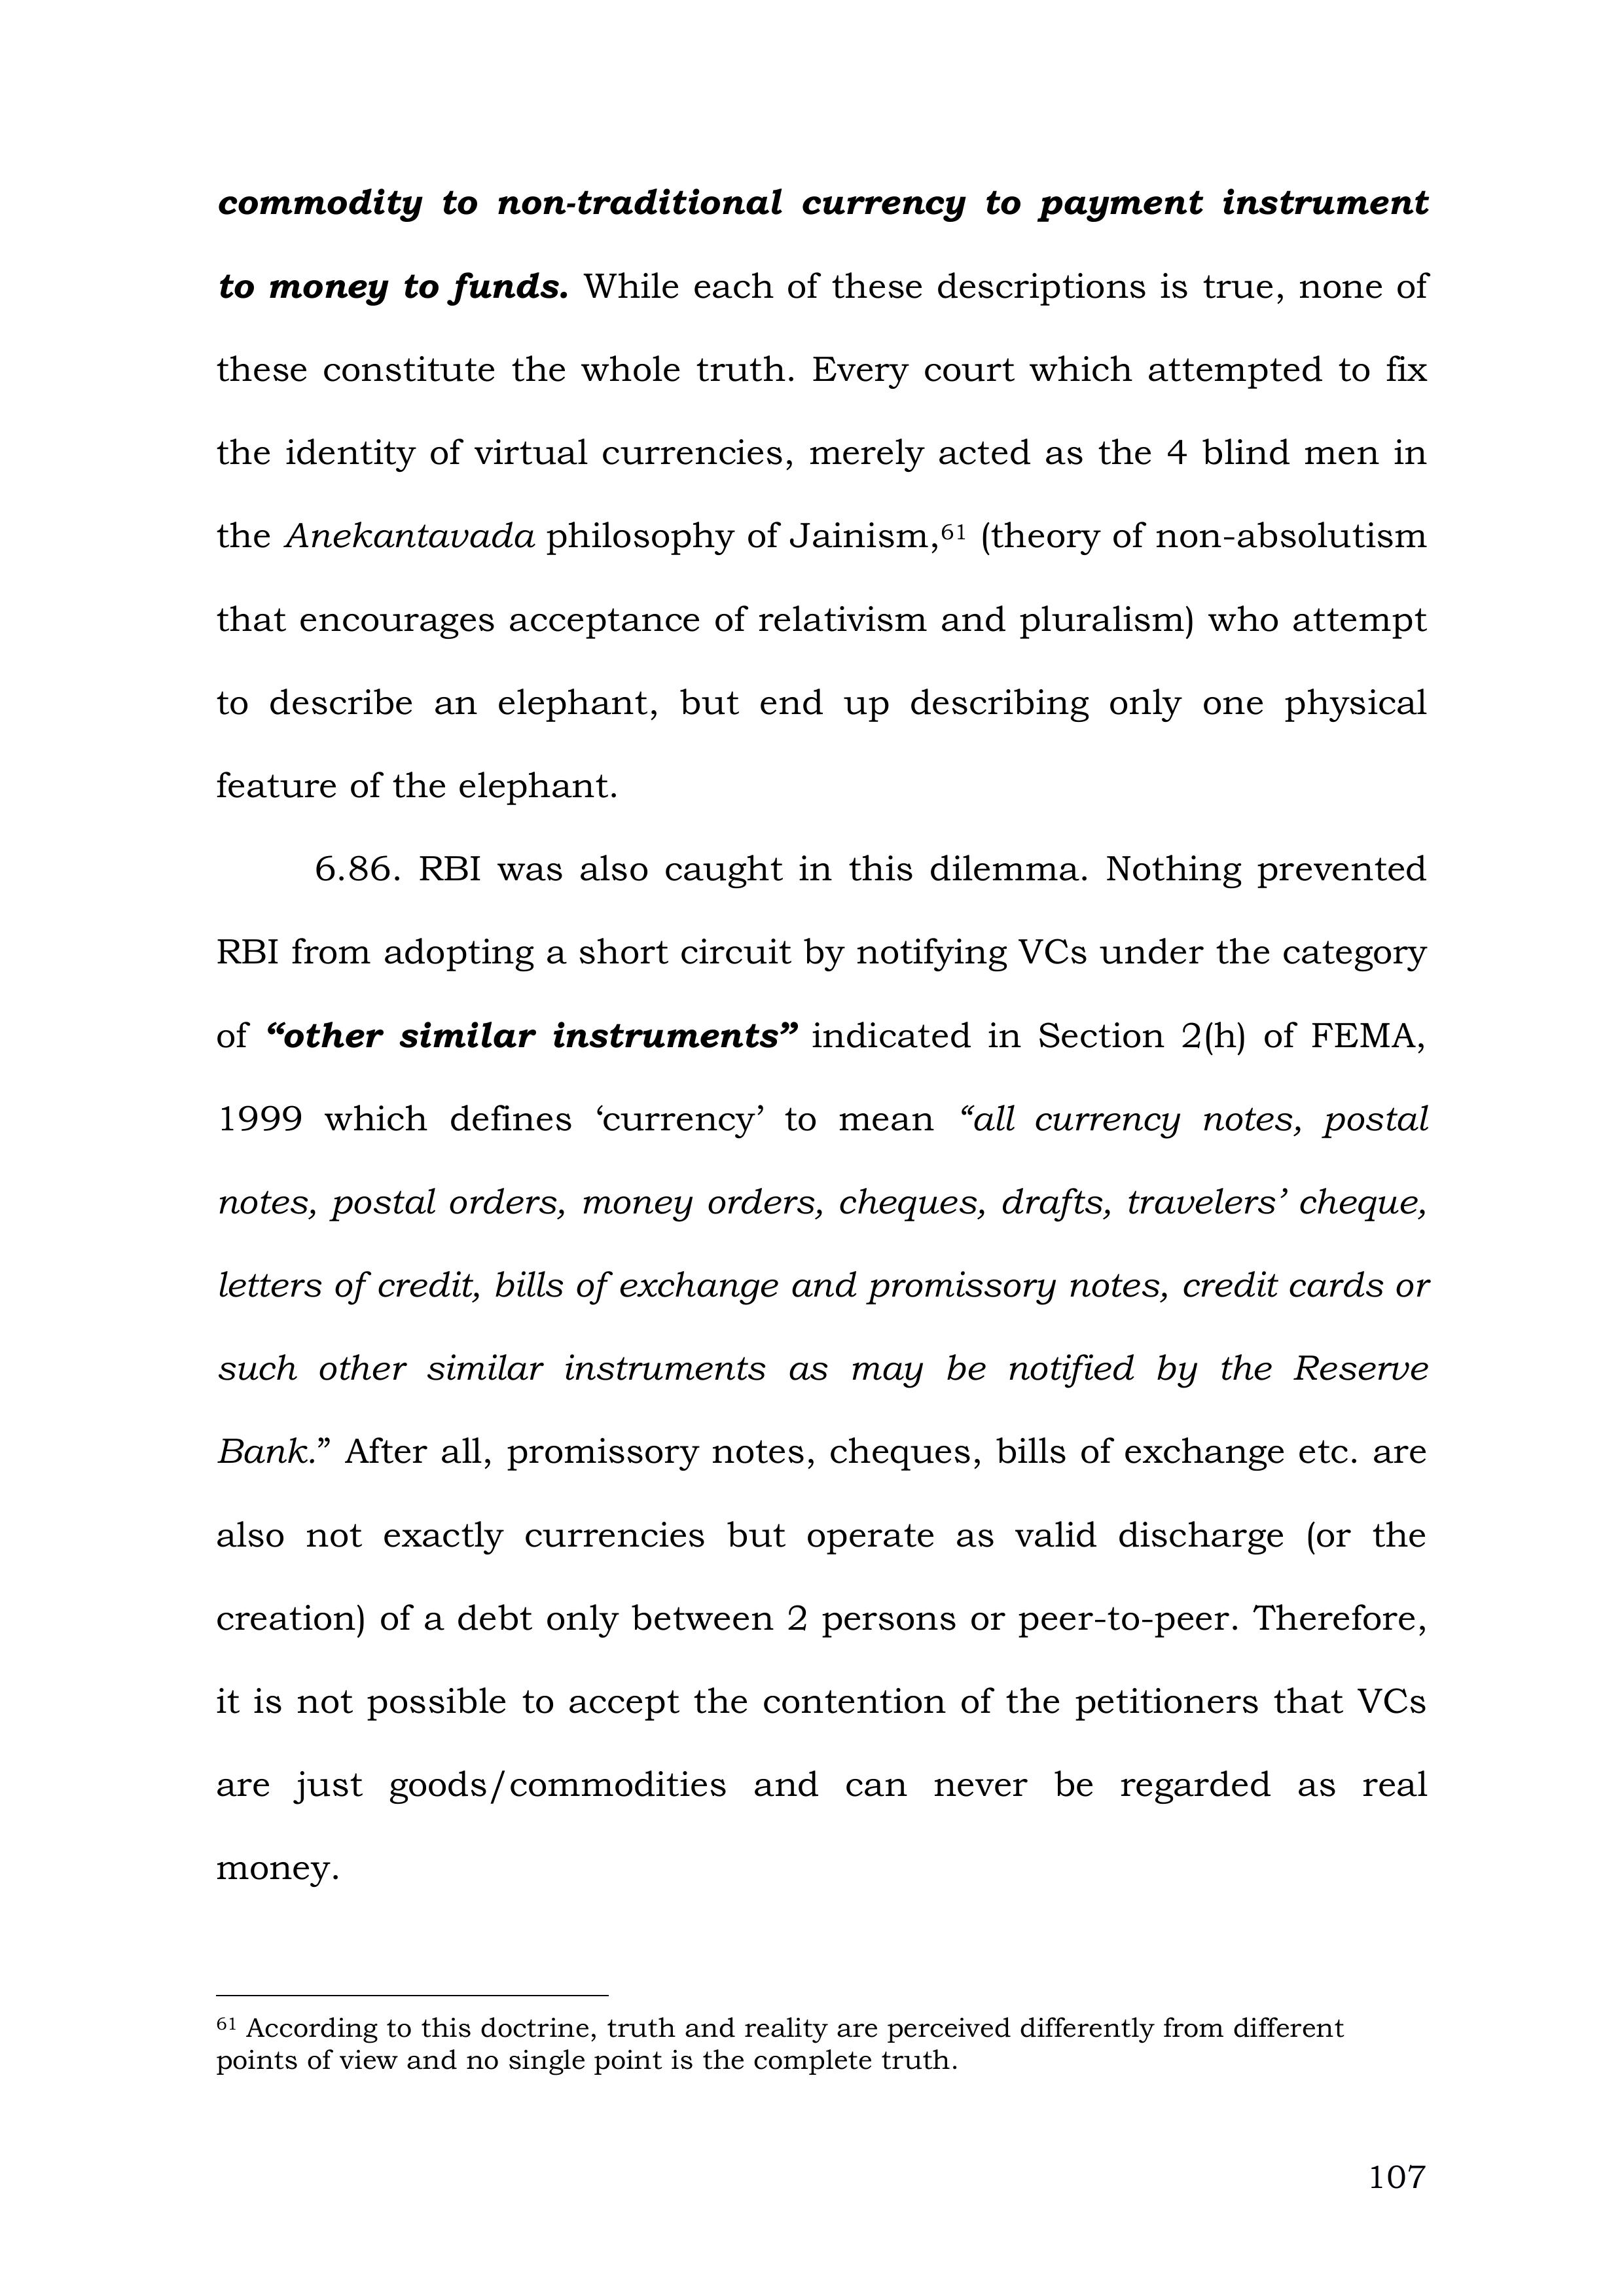 commodity to non-traditional currency to payment instrument
to money to funds. While each of these descriptions is true, none of
these constitute the whole truth. Every court which attempted to fix
the identity of virtual currencies, merely acted as the 4 blind men in
the Anekantavada philosophy of Jainism,61 (theory of non-absolutism
that encourages acceptance of relativism and pluralism) who attempt
to describe an elephant, but end up describing only one physical
feature of the elephant.
6.86. RBI was also caught in this dilemma. Nothing prevented
RBI from adopting a short circuit by notifying VCs under the category
of “other similar instruments” indicated in Section 2(h) of FEMA,
1999 which defines ‘currency’ to mean “all currency notes, postal
notes, postal orders, money orders, cheques, drafts, travelers’ cheque,
letters of credit, bills of exchange and promissory notes, credit cards or
such other similar instruments as may be notified by the Reserve
Bank.” After all, promissory notes, cheques, bills of exchange etc. are
also not exactly currencies but operate as valid discharge (or the
creation) of a debt only between 2 persons or peer-to-peer. Therefore,
it is not possible to accept the contention of the petitioners that VCs
are just goods/commodities and can never be regarded as real
money.
61 According to this doctrine, truth and reality are perceived differently from different
points of view and no single point is the complete truth.
107